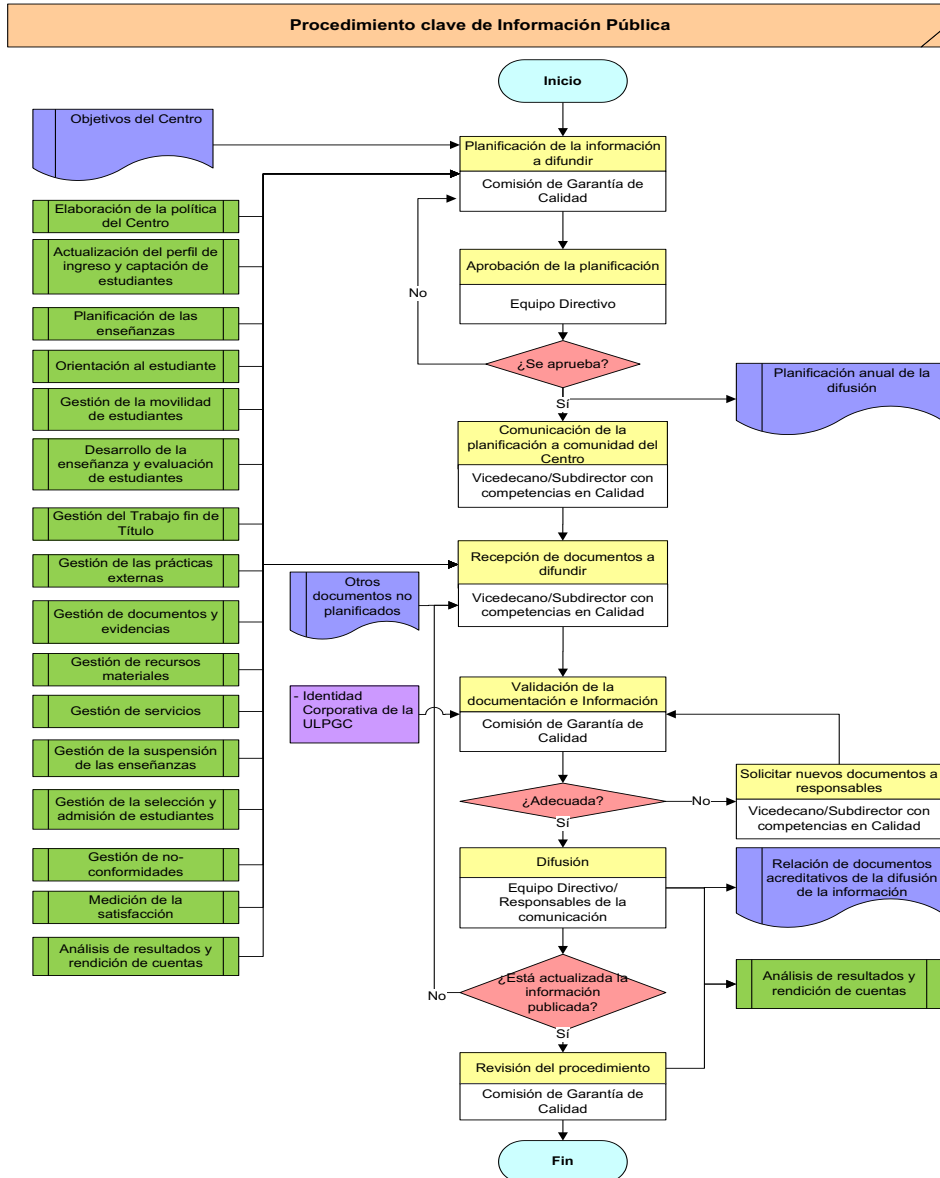 Procedimiento clave de Información Pública
Inicio
Objetivos del Centro
Planificación de la información
a difundir
Comisión de Garantía de
Calidad
Elaboración de la política
del Centro
Actualización del perfil de
ingreso y captación de
estudiantes
Planificación de las
enseñanzas
Orientación al estudiante
Gestión de la movilidad
de estudiantes
Desarrollo de la
enseñanza y evaluación
de estudiantes
Gestión del Trabajo fin de
Título
Gestión de las prácticas
externas
Gestión de documentos y
evidencias
Gestión de recursos
materiales
Gestión de servicios
Gestión de la suspensión
de las enseñanzas
Gestión de la selección y
admisión de estudiantes
Gestión de no-
conformidades
Medición de la
satisfacción
Análisis de resultados y
rendición de cuentas
Aprobación de la planificación
Equipo Directivo
No
¿Se aprueba?
Sí
Planificación anual de la
difusión
Comunicación de la
planificación a comunidad del
Centro
Vicedecano/Subdirector con
competencias en Calidad
Recepción de documentos a
difundir
Vicedecano/Subdirector con
competencias en Calidad
Otros
documentos no
planificados
- Identidad
Corporativa de la
ULPGC
Validación de la
documentación e Información
Comisión de Garantía de
Calidad
¿Adecuada?
No
Solicitar nuevos documentos a
responsables
Vicedecano/Subdirector con
competencias en Calidad
Sí
Difusión
Equipo Directivo/
Responsables de la
comunicación
Relación de documentos
acreditativos de la difusión
de la información
¿Está actualizada la
información
publicada?
No
Análisis de resultados y
rendición de cuentas
Sí
Revisión del procedimiento
Comisión de Garantía de
Calidad
Fin